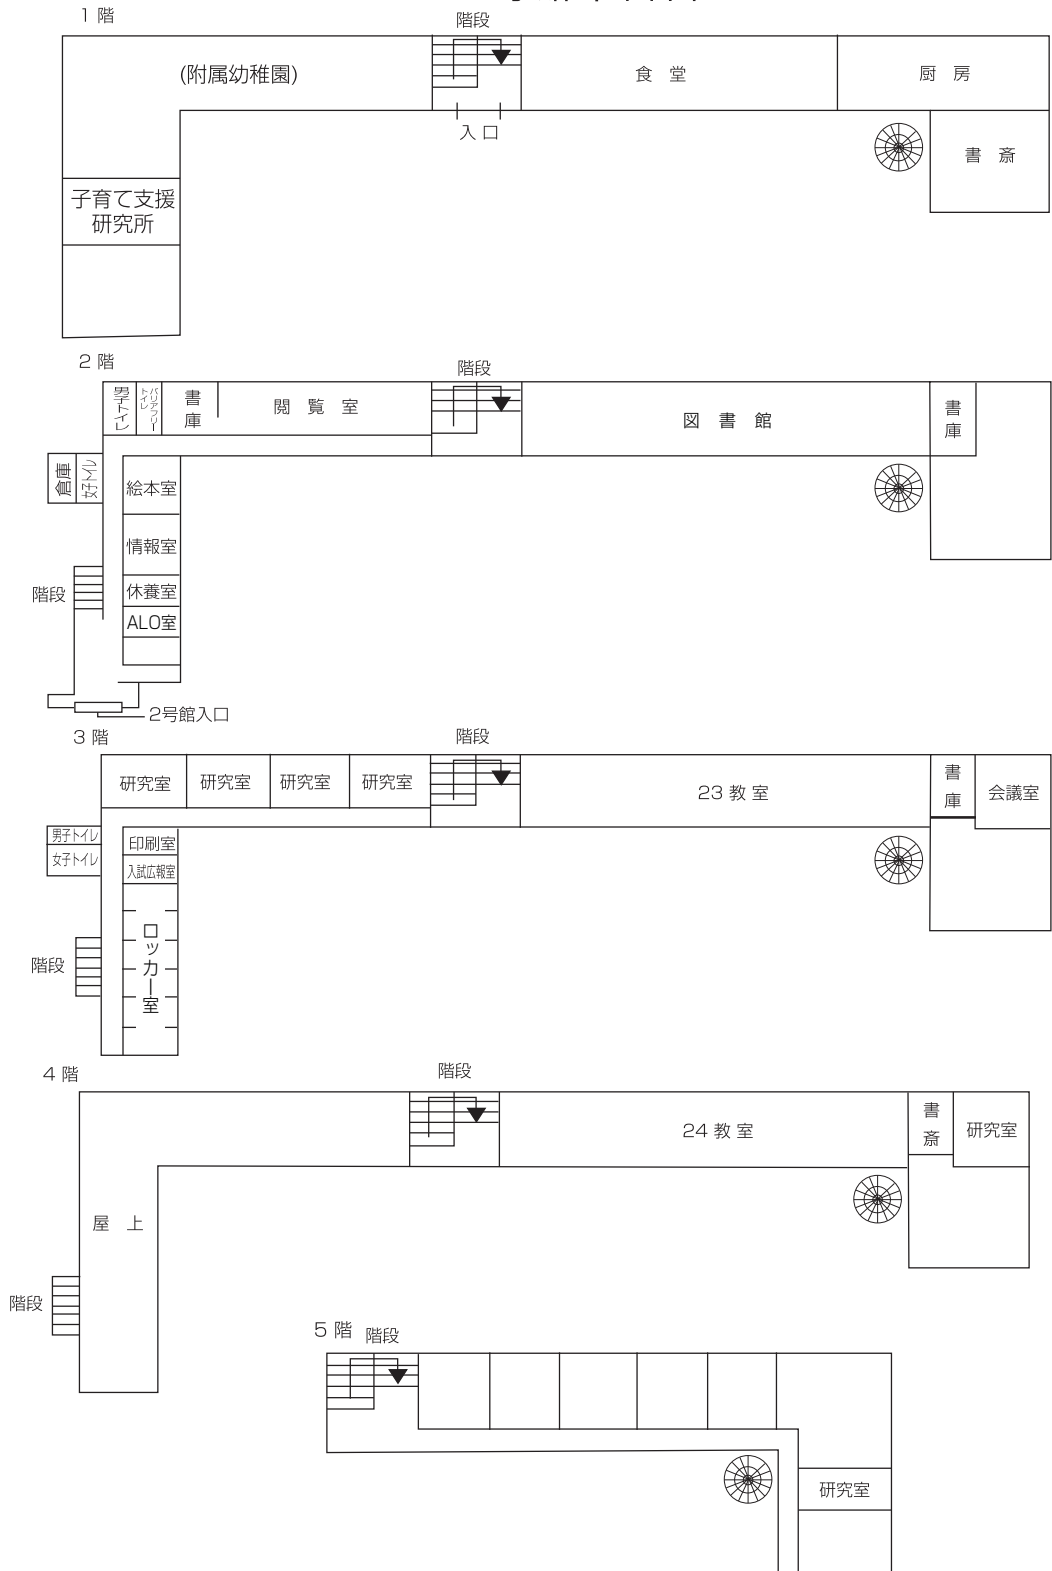 1 階
階段
(附属幼稚園)
食 堂
厨 房
入 口
書 斎
子育て支援
研究所
2 階
階段
男子トイレ
バリアフリー
トイレ
書庫
閲 覧 室
図 書 館
書庫
倉庫
女子トイレ
絵本室
情報室
階段
休養室
ALO室
2号館入口
3 階
階段
研究室
研究室
研究室
研究室
23 教 室
書庫
会議室
男子トイレ
女子トイレ
印刷室
入試広報室
ロッカー室
階段
4 階
階段
24 教 室
書斎
研究室
屋 上
階段
5 階
階段
研究室